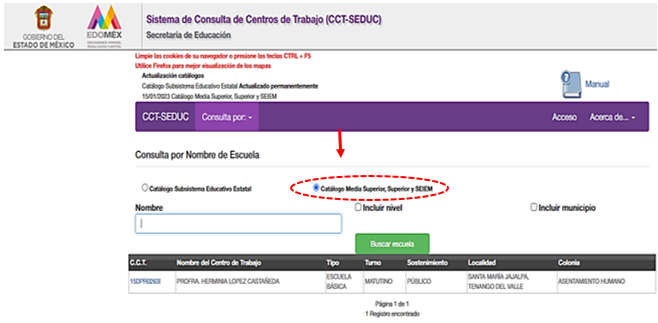 GOBIERNO DEL
ESTADO DE MÉXICO
EDOMÉX
Sistema de Consulta de Centros de Trabajo (CCT-SEDUC)
Secretaría de Educación
Limpie las cookies de su navegador o presione las teclas CTRL + F5
Utilice Firefox para mejor visualización de los mapas
Actualización catálogos
Catálogo Subsistema Educativo Estatal Actualizado permanentemente
15/01/2023 Catálogo Media Superior, Superior y SEIEM
Manual
CCT-SEDUC Consulta por: Acceso Acerca de...
Consulta por Nombre de Escuela
Catálogo Subsistema Educativo Estatal Catálogo Media Superior, Superior y SEIEM
Nombre Incluir nivel Incluir municipio
Buscar escuela
C.C.T. Nombre del Centro de Trabajo Tipo Turno Sostenimiento Localidad Colonia
15DPR0263I PROFRA. HERMINIA LOPEZ CASTAÑEDA ESCUELA BÁSICA MATUTINO PÚBLICO SANTA MARÍA JAJALPA, TENANGO DEL VALLE ASENTAMIENTO HUMANO
Página 1 de 1
1 Registro encontrado